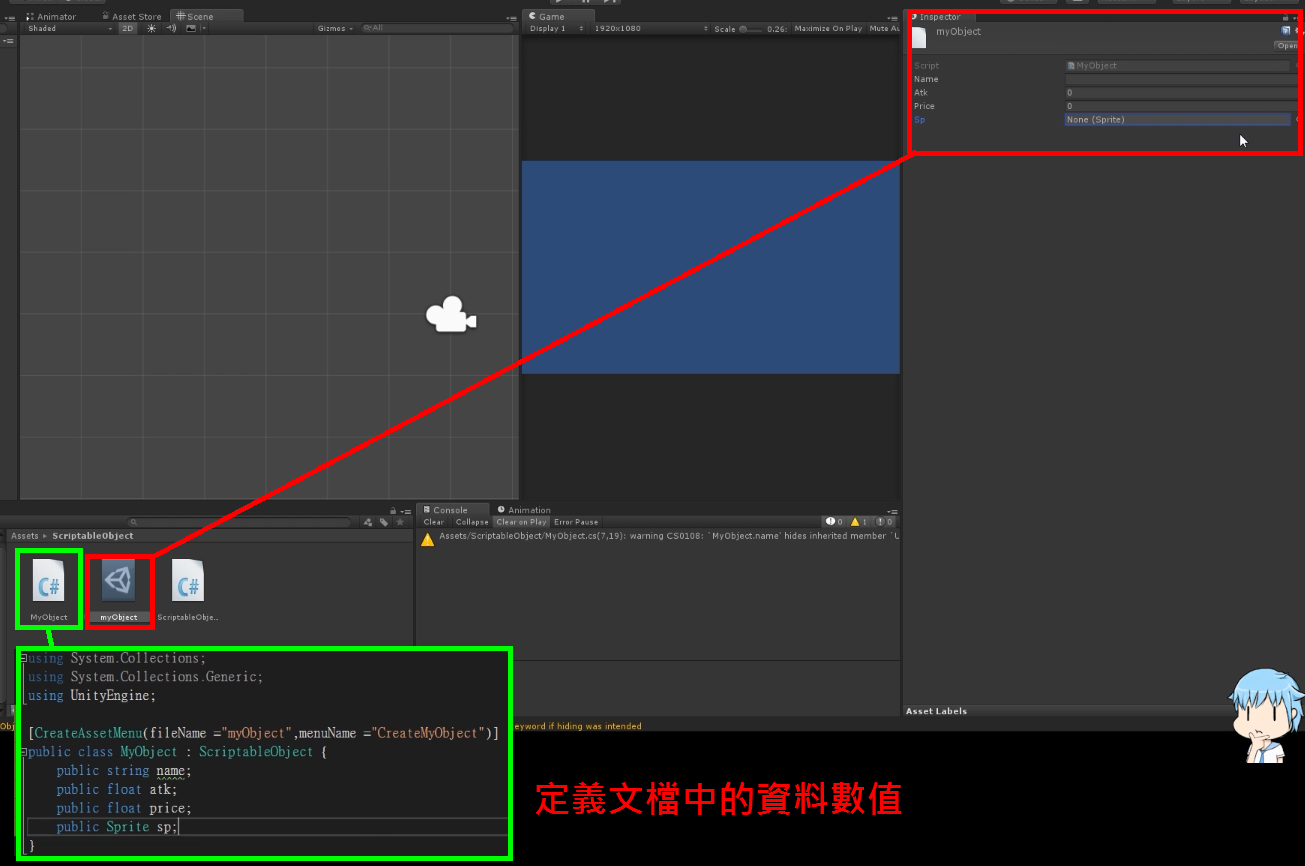 Animator
Asset Store
Scene
Game
Inspector
Shaded
2D
Gizmos
All
Display 1
1920x1080
Scale
0.26:
Maximize On Play
Mute Au
myObject
Open
Script
MyObject
Name
Atk
0
Price
0
Sp
None (Sprite)
Console
Animation
Clear
Collapse
Clear on Play
Error Pause
0
1
0
Assets
ScriptableObject
Assets/ScriptableObject/MyObject.cs(7,19): warning CS0108: `MyObject.name' hides inherited member `U
C#
C#
MyObject
myObject
ScriptableObje...
using System.Collections;
using System.Collections.Generic;
using UnityEngine;
[CreateAssetMenu(fileName ="myObject",menuName ="CreateMyObject")]
public class MyObject : ScriptableObject {
public string name;
public float atk;
public float price;
public Sprite sp;
}
eyword if hiding was intended
Asset Labels
定義文檔中的資料數值